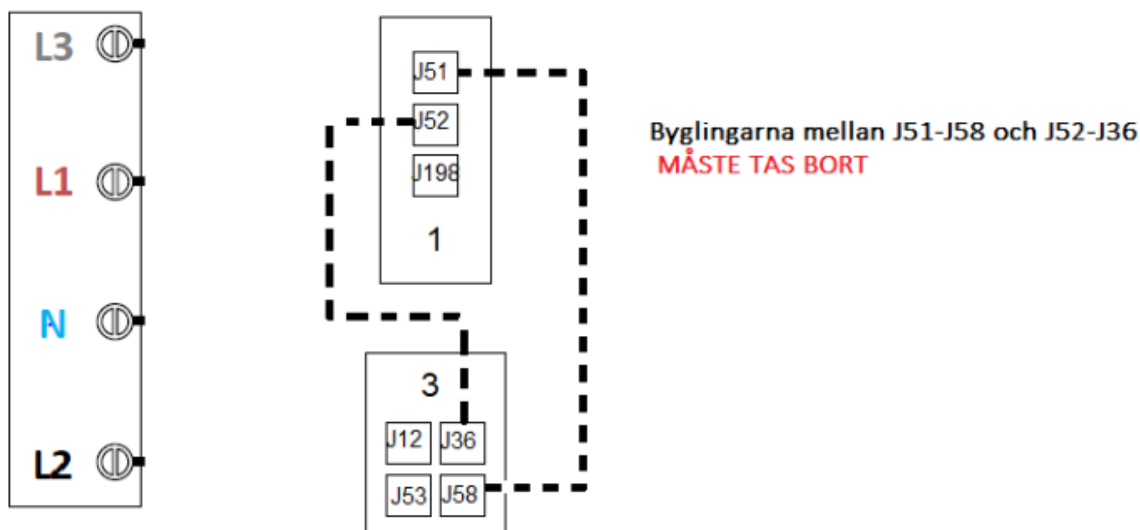 L3
L1
N
L2
J51
J52
J198
1
3
J12 J36
J53 J58
Byglingarna mellan J51-J58 och J52-J36
MÅSTE TAS BORT